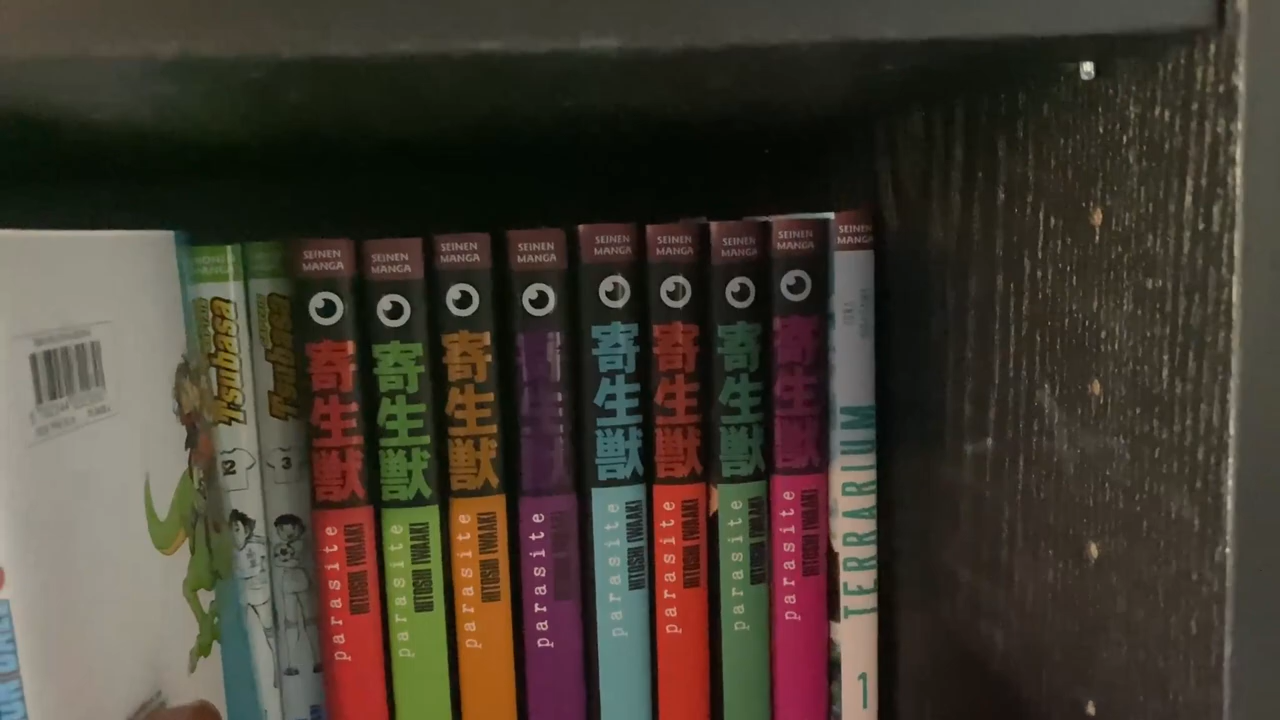 Tsubasa
2
Tsubasa
3
SEINEN
MANGA
寄生獣
parasite
HITOSHI IWAAKI
SEINEN
MANGA
寄生獣
parasite
HITOSHI IWAAKI
SEINEN
MANGA
寄生獣
parasite
HITOSHI IWAAKI
SEINEN
MANGA
寄生獣
parasite
SEINEN
MANGA
寄生獣
parasite
HITOSHI IWAAKI
SEINEN
MANGA
寄生獣
parasite
HITOSHI IWAAKI
SEINEN
MANGA
寄生獣
parasite
HITOSHI IWAAKI
SEINEN
MANGA
寄生獣
parasite
HITOSHI IWAAKI
SEINEN
MANGA
TERRARIUM
1